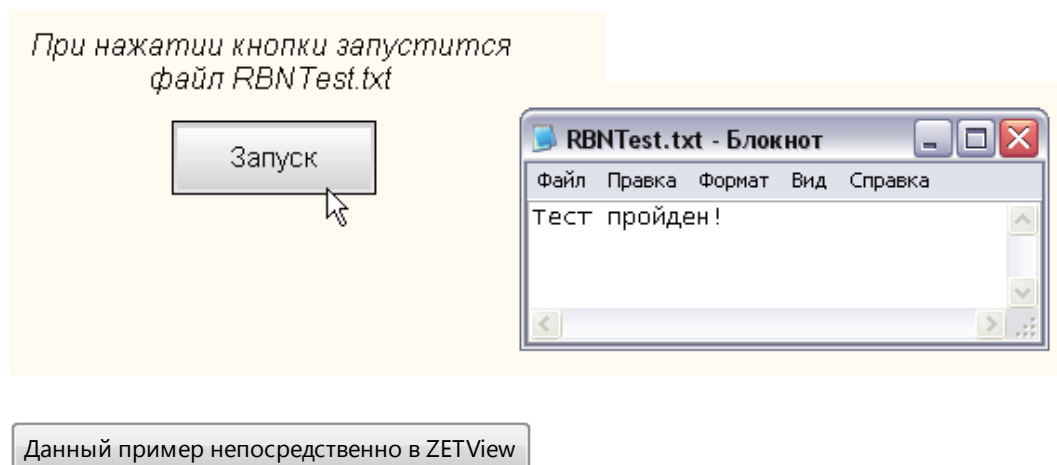 При нажатии кнопки запустится
файл RBNTest.txt
Запуск
RBNTest.txt - Блокнот
Файл Правка Формат Вид Справка
Тест пройден!
Данный пример непосредственно в ZETView